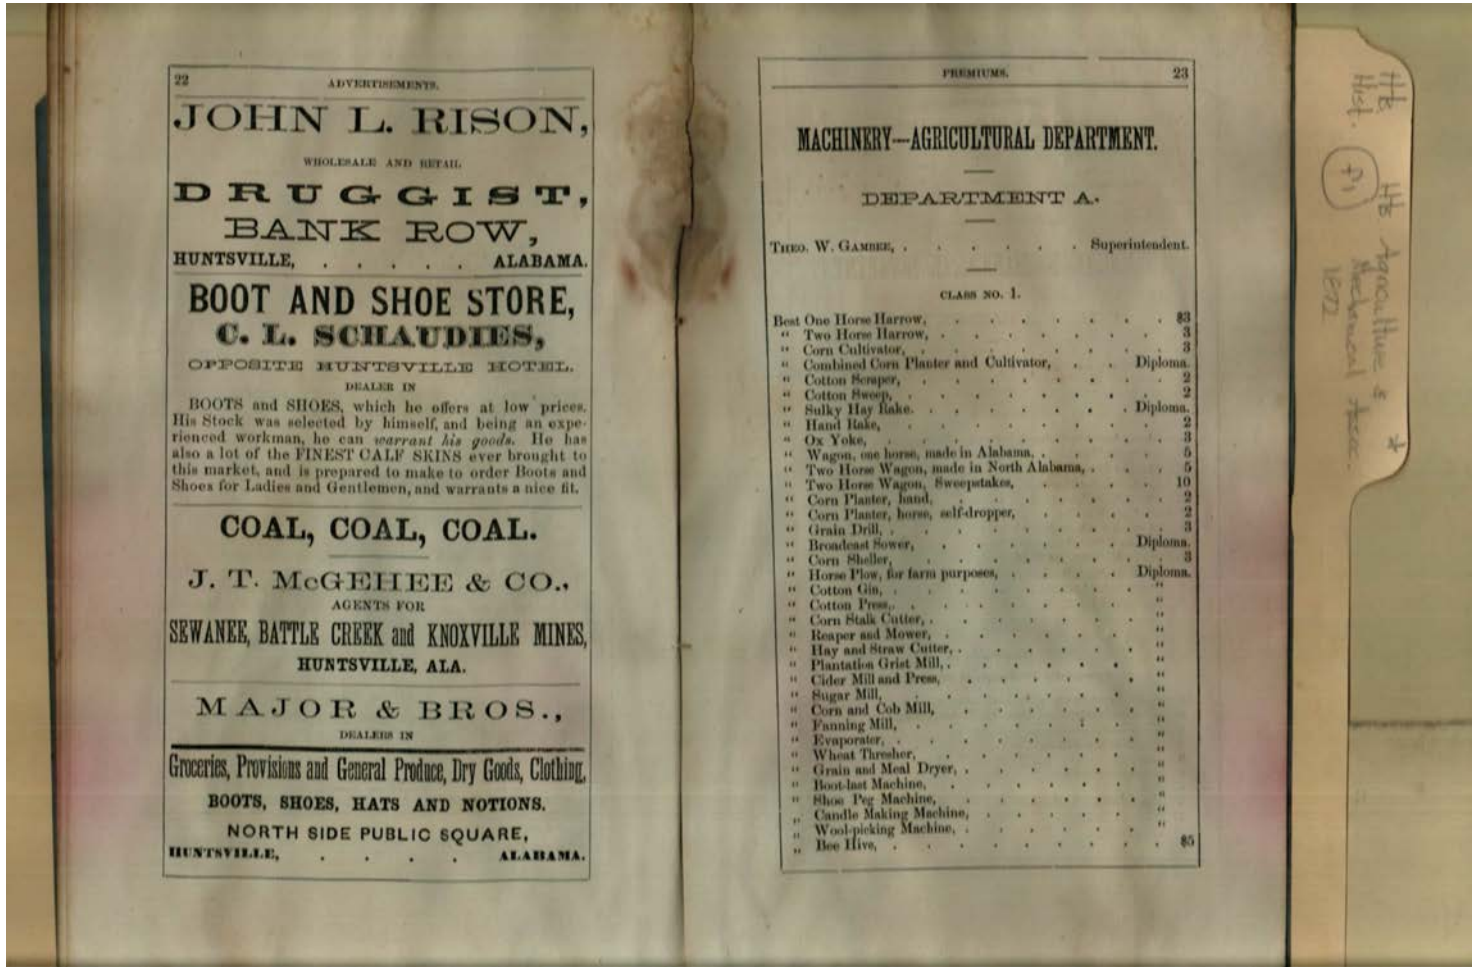 22
ADVERTISEMENTS.
JOHN L. RISON,
WHOLESALE AND RETAIL
DRUGGIST,
BANK ROW,
HUNTSVILLE, . . . . . ALABAMA.
BOOT AND SHOE STORE,
C. L. SCHAUDIES,
OPPOSITE HUNTSVILLE HOTEL.
DEALER IN
BOOTS and SHOES, which he offers at low prices.
His Stock was selected by himself, and being an expe-
rienced workman, he can warrant his goods. He has
also a lot of the FINEST CALF SKINS ever brought to
this market, and is prepared to make to order Boots and
Shoes for Ladies and Gentlemen, and warrants a nice fit.
COAL, COAL, COAL.
J. T. McGEHEE & CO.,
AGENTS FOR
SEWANEE, BATTLE CREEK and KNOXVILLE MINES,
HUNTSVILLE, ALA.
MAJOR & BROS.,
DEALERS IN
Groceries, Provisions and General Produce, Dry Goods, Clothing,
BOOTS, SHOES, HATS AND NOTIONS.
NORTH SIDE PUBLIC SQUARE,
HUNTSVILLE, . . . . ALABAMA.
PREMIUMS. 23
MACHINERY—AGRICULTURAL DEPARTMENT.
DEPARTMENT A.
THEO. W. GAMBEE, . . . . . . Superintendent.
CLASS NO. 1.
Best One Horse Harrow, . . . . . . . $3
" Two Horse Harrow, . . . . . . . 3
" Corn Cultivator, . . . . . . . 3
" Combined Corn Planter and Cultivator, . . Diploma.
" Cotton Scraper, . . . . . . . 2
" Cotton Sweep, . . . . . . . 2
" Sulky Hay Rake. . . . . . . Diploma.
" Hand Rake, . . . . . . . 2
" Ox Yoke, . . . . . . . 3
" Wagon, one horse, made in Alabama, . . . . 5
" Two Horse Wagon, made in North Alabama, . . . 5
" Two Horse Wagon, Sweepstakes, . . . . 10
" Corn Planter, hand, . . . . . . 2
" Corn Planter, horse, self-dropper, . . . . 2
" Grain Drill, . . . . . . . 3
" Broadcast Sower, . . . . . Diploma.
" Corn Sheller, . . . . . . . 3
" Horse Plow, for farm purposes, . . . . Diploma.
" Cotton Gin, . . . . . . . "
" Cotton Press, . . . . . . . "
" Corn Stalk Cutter, . . . . . . "
" Reaper and Mower, . . . . . . "
" Hay and Straw Cutter, . . . . . . "
" Plantation Grist Mill, . . . . . . "
" Cider Mill and Press, . . . . . . "
" Sugar Mill, . . . . . . . "
" Corn and Cob Mill, . . . . . . "
" Fanning Mill, . . . . . . "
" Evaporater, . . . . . . . "
" Wheat Thresher, . . . . . . "
" Grain and Meal Dryer, . . . . . . "
" Boot-last Machine, . . . . . . "
" Shoe Peg Machine, . . . . . . "
„ Candle Making Machine, . . . . . "
„ Wool-picking Machine, . . . . . . "
„ Bee Hive, . . . . . . . $5
Hb Hb Agriculture & *
Hist. P1 Mechanical Assoc.
1872